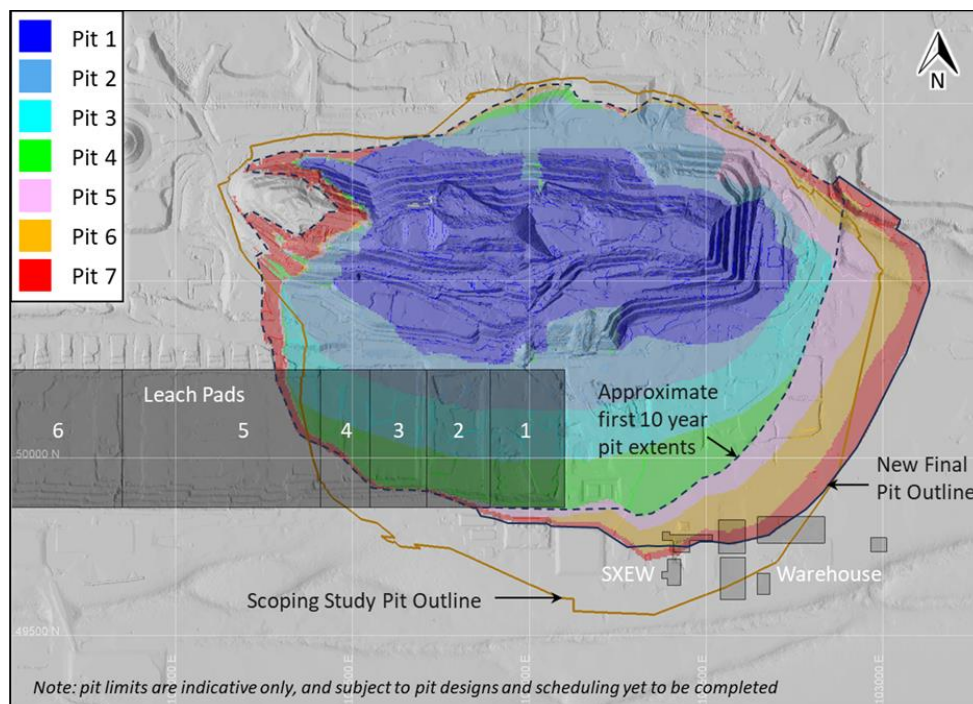 Pit 1
Pit 2
Pit 3
Pit 4
Pit 5
Pit 6
Pit 7
N
Leach Pads
6
5
4
3
2
1
Approximate
first 10 year
pit extents
50000 N
New Final
Pit Outline
SXEW
Warehouse
Scoping Study Pit Outline
49500 N
103000 E
Note: pit limits are indicative only, and subject to pit designs and scheduling yet to be completed